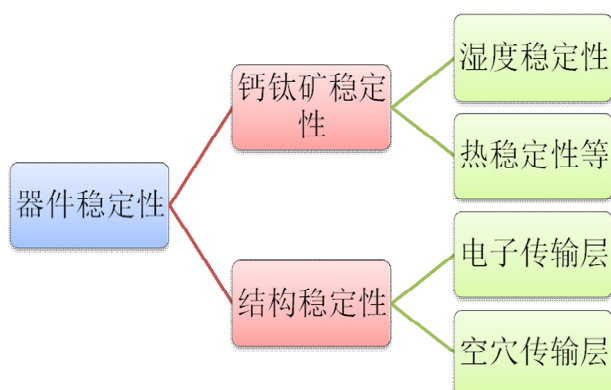 器件稳定性
钙钛矿稳定
性
结构稳定性
湿度稳定性
热稳定性等
电子传输层
空穴传输层